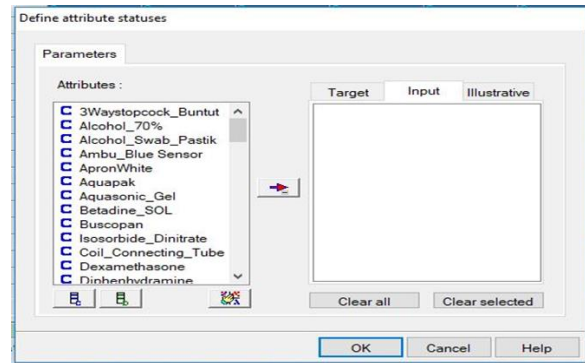 Define attribute statuses
Parameters
Attributes :
3Waystopcock_Buntut
Alcohol_70%
Alcohol_Swab_Pastik
Ambu_Blue Sensor
ApronWhite
Aquapak
Aquasonic_Gel
Betadine_SOL
Buscopan
Isosorbide_Dinitrate
Coil_Connecting_Tube
Dexamethasone
Diphenhydramine
Target Input Illustrative
Clear all Clear selected
OK Cancel Help